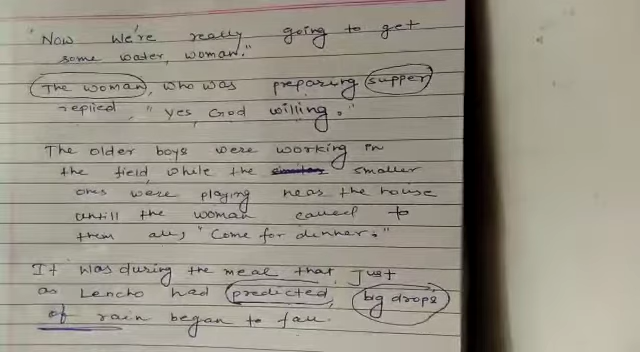 "Now We're really going to get
some water, woman."
The woman, who was preparing supper
replied, "yes, God willing."
The older boys were working in
the field, while the smaller
ones were playing near the house
untill the woman called to
them all, "Come for dinner."
It was during the meal that, Just
as Lencho had predicted, big drops
of rain began to fall.